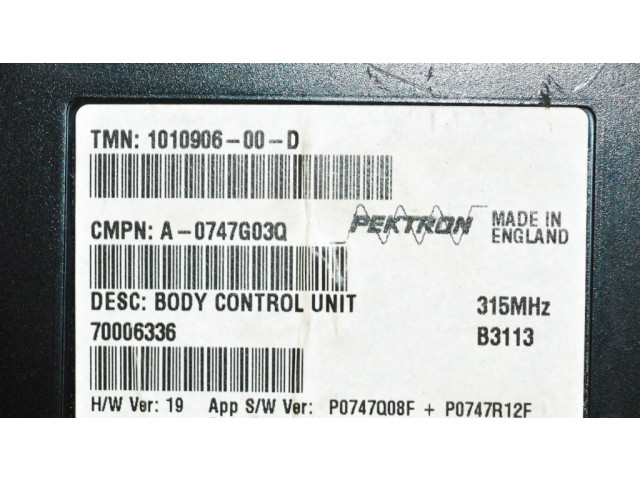 TMN: 1010906-00-D
CMPN: A-0747G03Q
PEKTRON
MADE IN
ENGLAND
DESC: BODY CONTROL UNIT
315MHz
70006336
B3113
H/W Ver: 19 App S/W Ver: P0747Q08F + P0747R12F